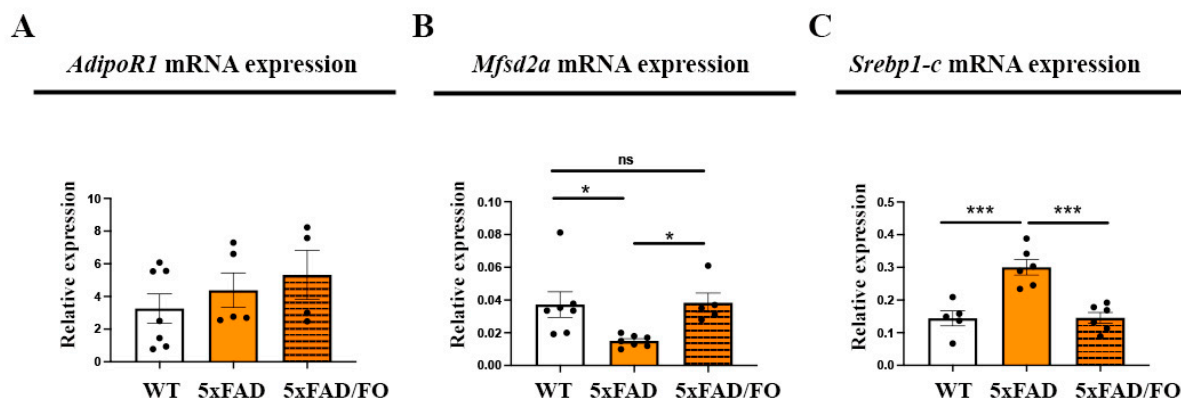 A
AdipoR1 mRNA expression
Relative expression
10
8
6
4
2
0
WT 5xFAD 5xFAD/FO
B
Mfsd2a mRNA expression
Relative expression
ns
*
*
0.10
0.08
0.06
0.04
0.02
0.00
WT 5xFAD 5xFAD/FO
C
Srebp1-c mRNA expression
Relative expression
*** ***
0.5
0.4
0.3
0.2
0.1
0.0
WT 5xFAD 5xFAD/FO